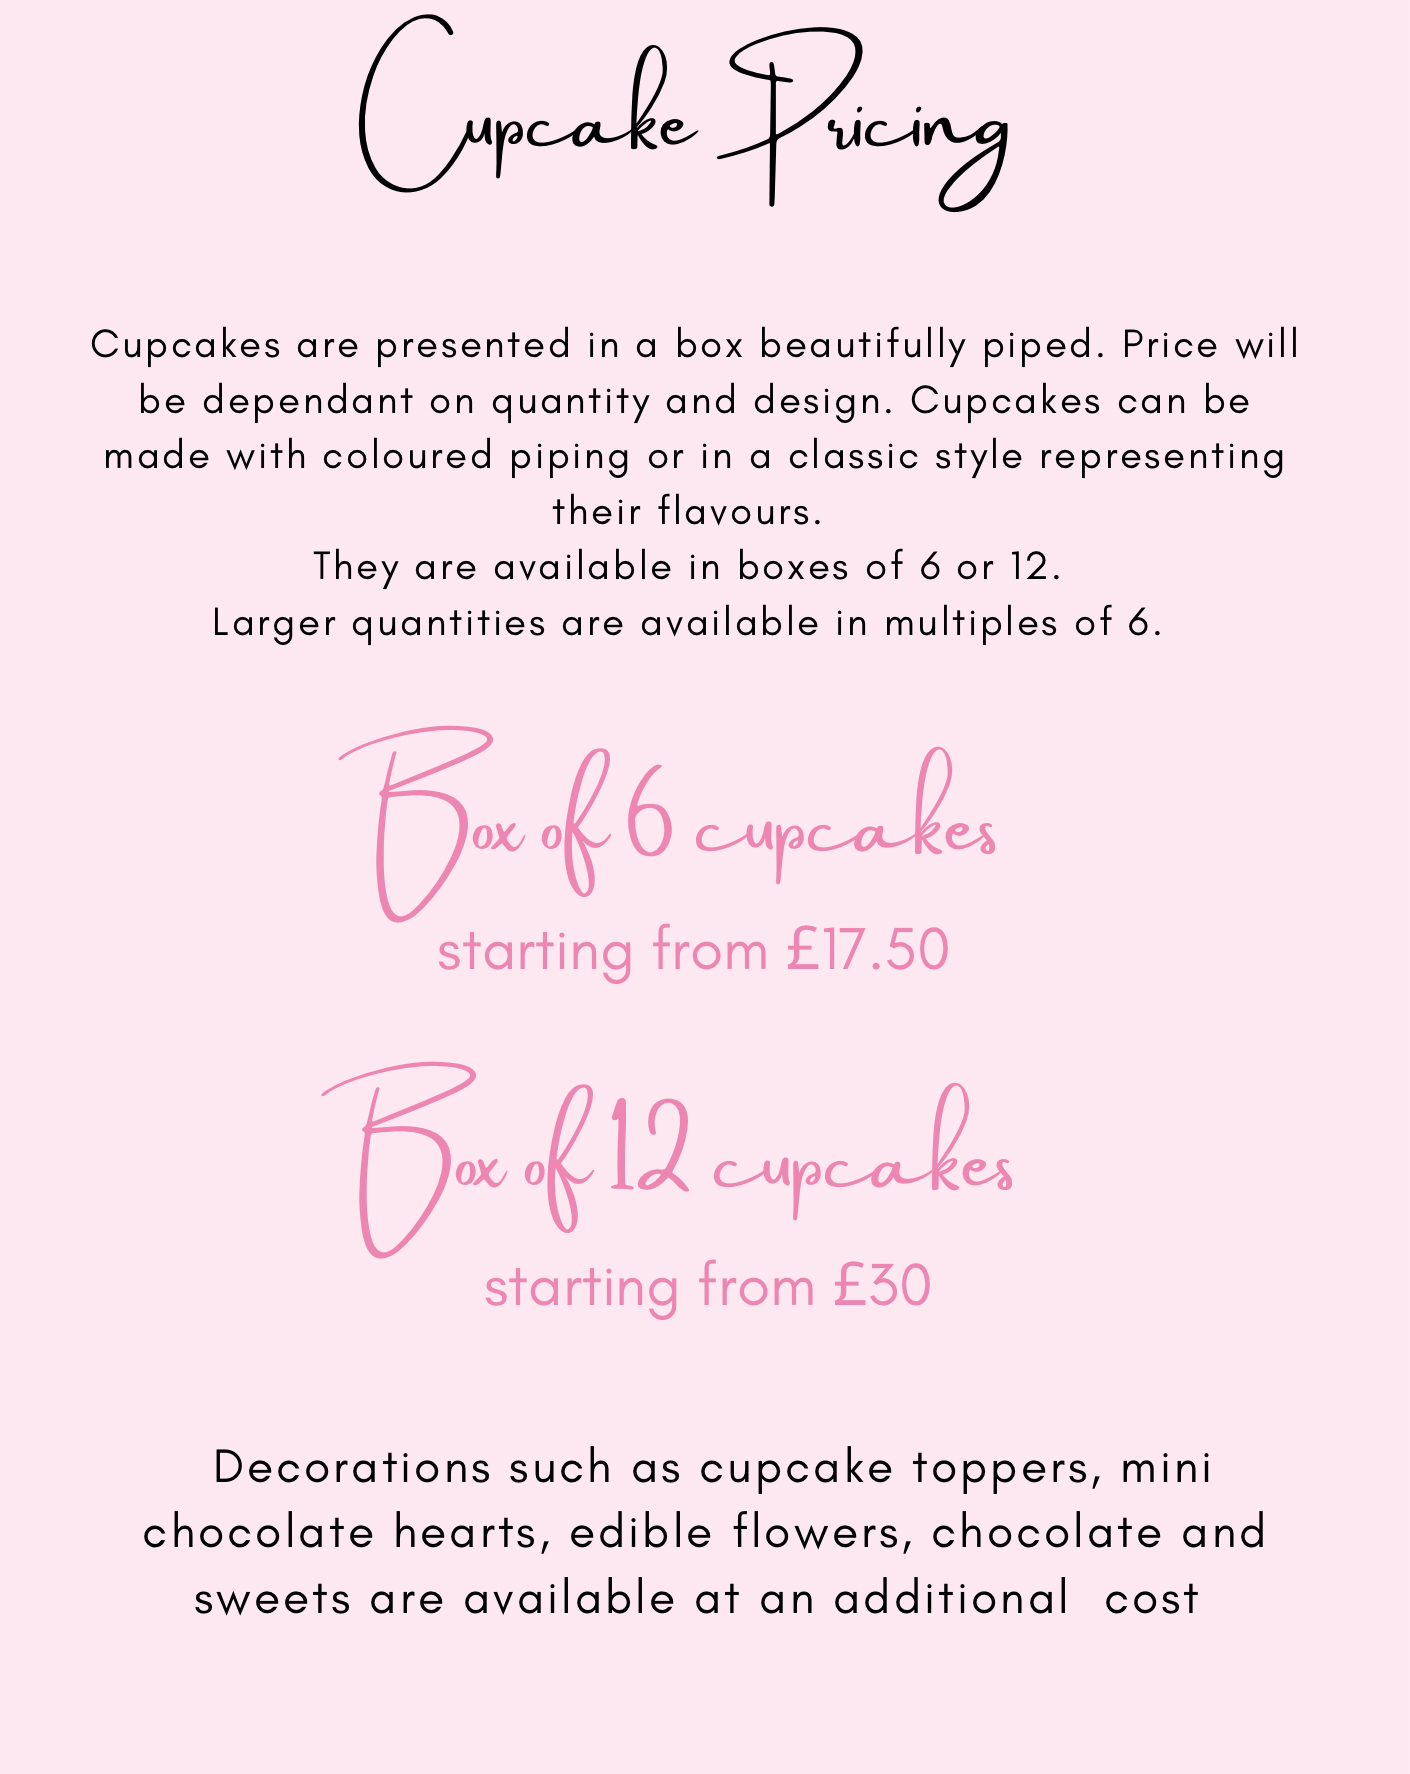 Cupcake Pricing
Cupcakes are presented in a box beautifully piped. Price will
be dependant on quantity and design. Cupcakes can be
made with coloured piping or in a classic style representing
their flavours.
They are available in boxes of 6 or 12.
Larger quantities are available in multiples of 6.
Box of 6 cupcakes
starting from £17.50
Box of 12 cupcakes
starting from £30
Decorations such as cupcake toppers, mini
chocolate hearts, edible flowers, chocolate and
sweets are available at an additional  cost